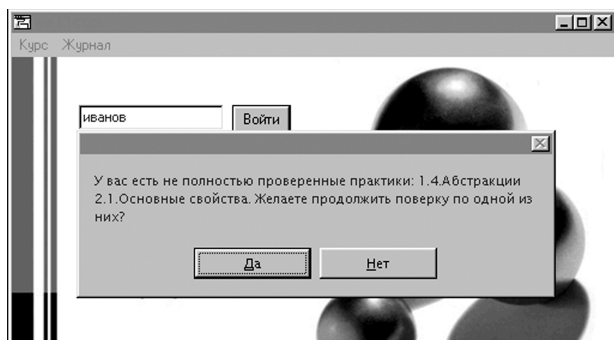 Курс Журнал
иванов Войти
У вас есть не полностью проверенные практики: 1.4.Абстракции
2.1.Основные свойства. Желаете продолжить поверку по одной из
них?
Да Нет